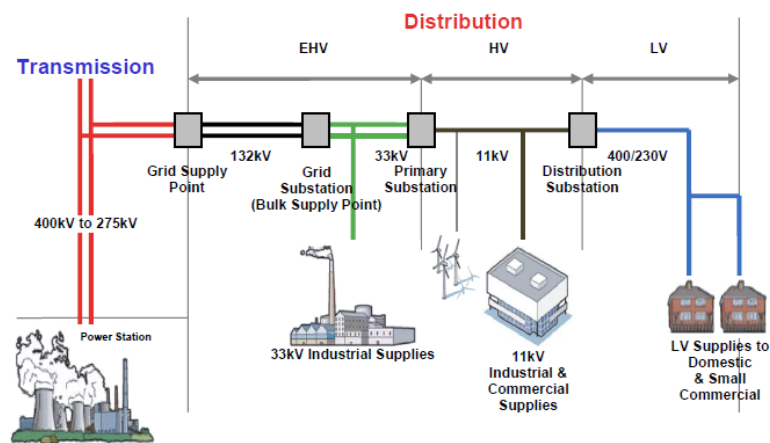 Distribution
EHV
HV
LV
Transmission
132kV
33kV
11kV
400/230V
Grid Supply
Point
Grid
Substation
(Bulk Supply Point)
Primary
Substation
Distribution
Substation
400kV to 275kV
Power Station
33kV Industrial Supplies
11kV
Industrial &
Commercial
Supplies
LV Supplies to
Domestic
& Small
Commercial